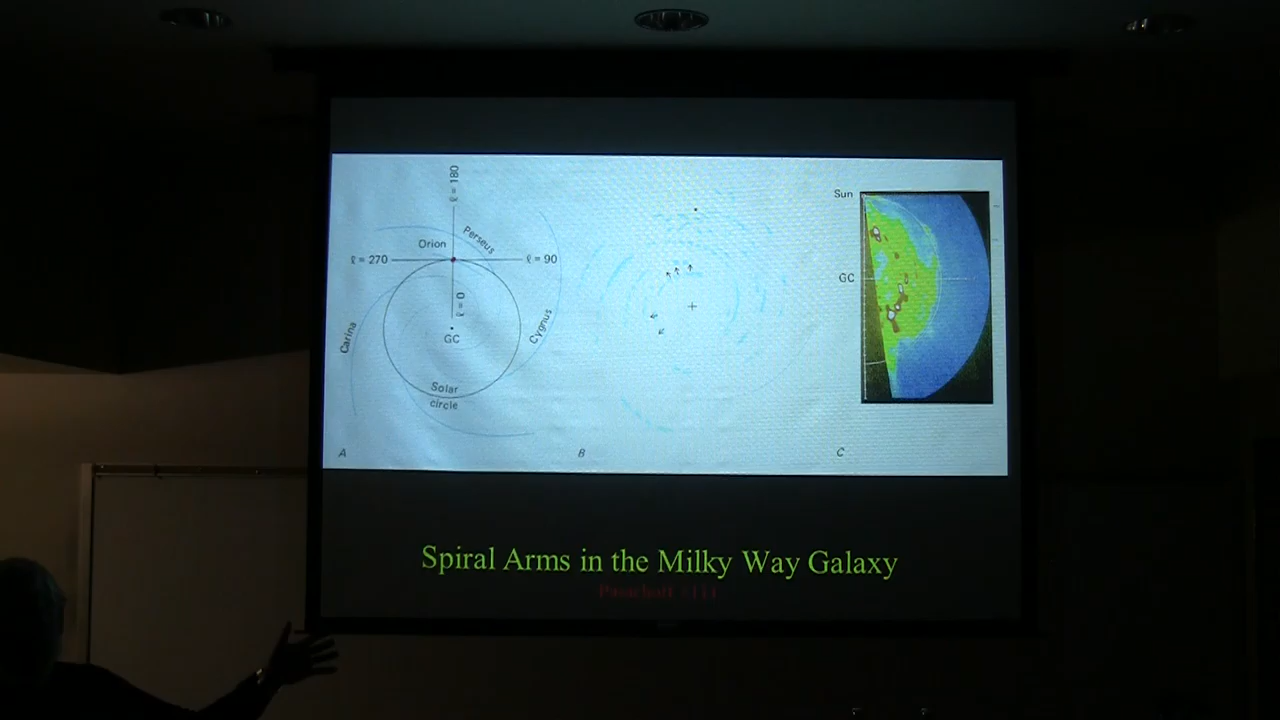 ℓ = 180
Orion
Perseus
ℓ = 270
ℓ = 90
ℓ = 0
GC
Carina
Cygnus
Solar
circle
A
B
Sun
GC
C
Spiral Arms in the Milky Way Galaxy